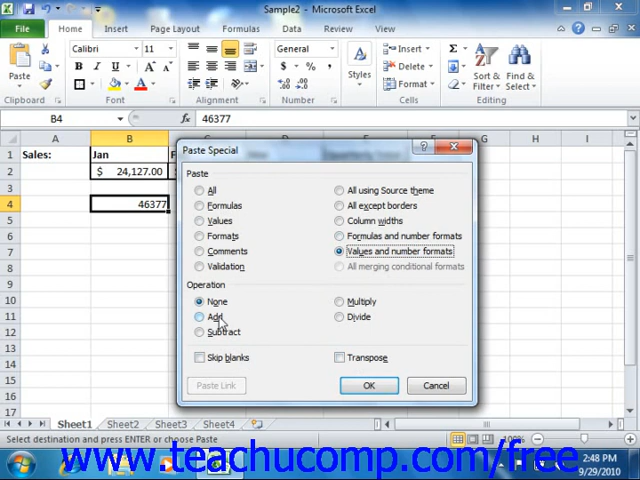 Sample2 - Microsoft Excel
File Home Insert Page Layout Formulas Data Review View
Calibri 11 General Insert Σ
B I U $ % , Delete
Paste Styles Sort & Filter Find & Select
Format
Clipboard Font Alignment Number Cells Editing
B4 fx 46377
A B C D E F G H I
1 Sales: Jan
2 $ 24,127.00 $
3
4 46377
5
6
7
8
9
10
11
12
13
14
15
16
17
Paste Special
Paste
All All using Source theme
Formulas All except borders
Values Column widths
Formats Formulas and number formats
Comments Values and number formats
Validation All merging conditional formats
Operation
None Multiply
Add Divide
Subtract
Skip blanks Transpose
Paste Link OK Cancel
Sheet1 Sheet2 Sheet3 Sheet4
Select destination and press ENTER or choose Paste 100%
www.teachucomp.com/free
2:48 PM
9/29/2010